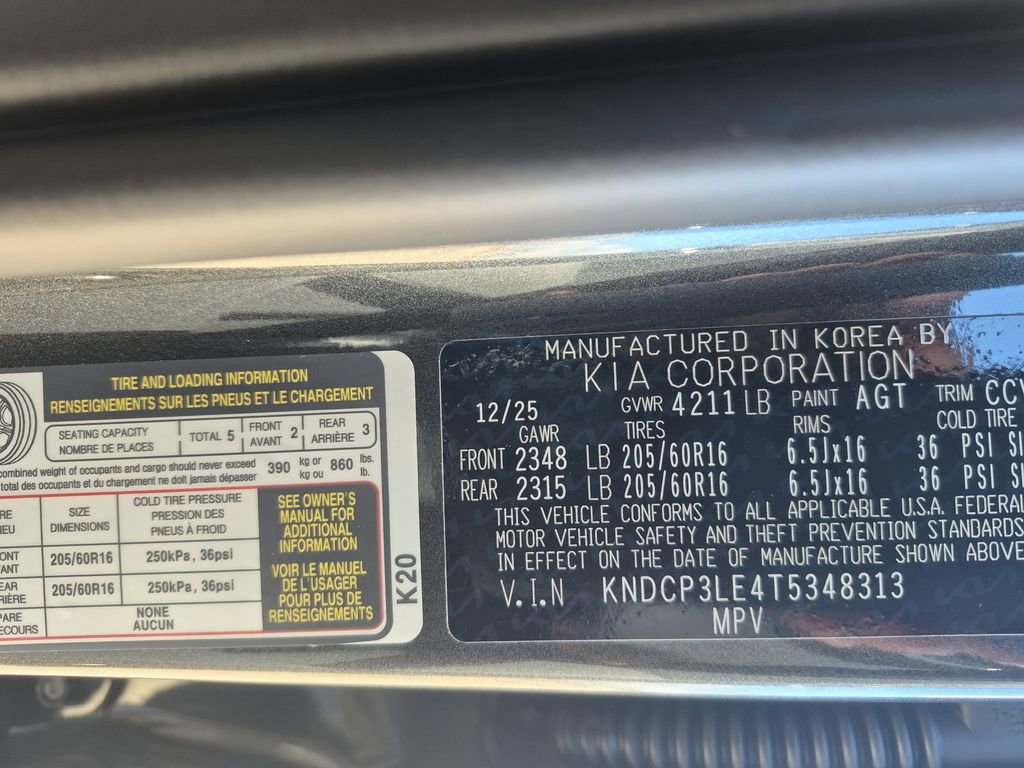 TIRE AND LOADING INFORMATION
RENSEIGNEMENTS SUR LES PNEUS ET LE CHARGEMENT
SEATING CAPACITY
NOMBRE DE PLACES
TOTAL 5
FRONT
AVANT 2
REAR
ARRIÈRE 3
combined weight of occupants and cargo should never exceed
total des occupants et du chargement ne doit jamais dépasser
390 kg or
kg ou
860 lbs.
lb.
SIZE
DIMENSIONS
COLD TIRE PRESSURE
PRESSION DES
PNEUS À FROID
205/60R16
250kPa, 36psi
205/60R16
250kPa, 36psi
NONE
AUCUN
SEE OWNER'S
MANUAL FOR
ADDITIONAL
INFORMATION
VOIR LE MANUEL
DE L'USAGER
POUR PLUS DE
RENSEIGNEMENTS
K20
MANUFACTURED IN KOREA BY
KIA CORPORATION
12/25 GVWR 4211 LB PAINT AGT TRIM
GAWR TIRES RIMS COLD TIRE
FRONT 2348 LB 205/60R16 6.5Jx16 36 PSI
REAR 2315 LB 205/60R16 6.5Jx16 36 PSI
THIS VEHICLE CONFORMS TO ALL APPLICABLE U.S.A. FEDERAL
MOTOR VEHICLE SAFETY AND THEFT PREVENTION STANDARDS
IN EFFECT ON THE DATE OF MANUFACTURE SHOWN ABOVE
V.I.N KNDCP3LE4T5348313
MPV